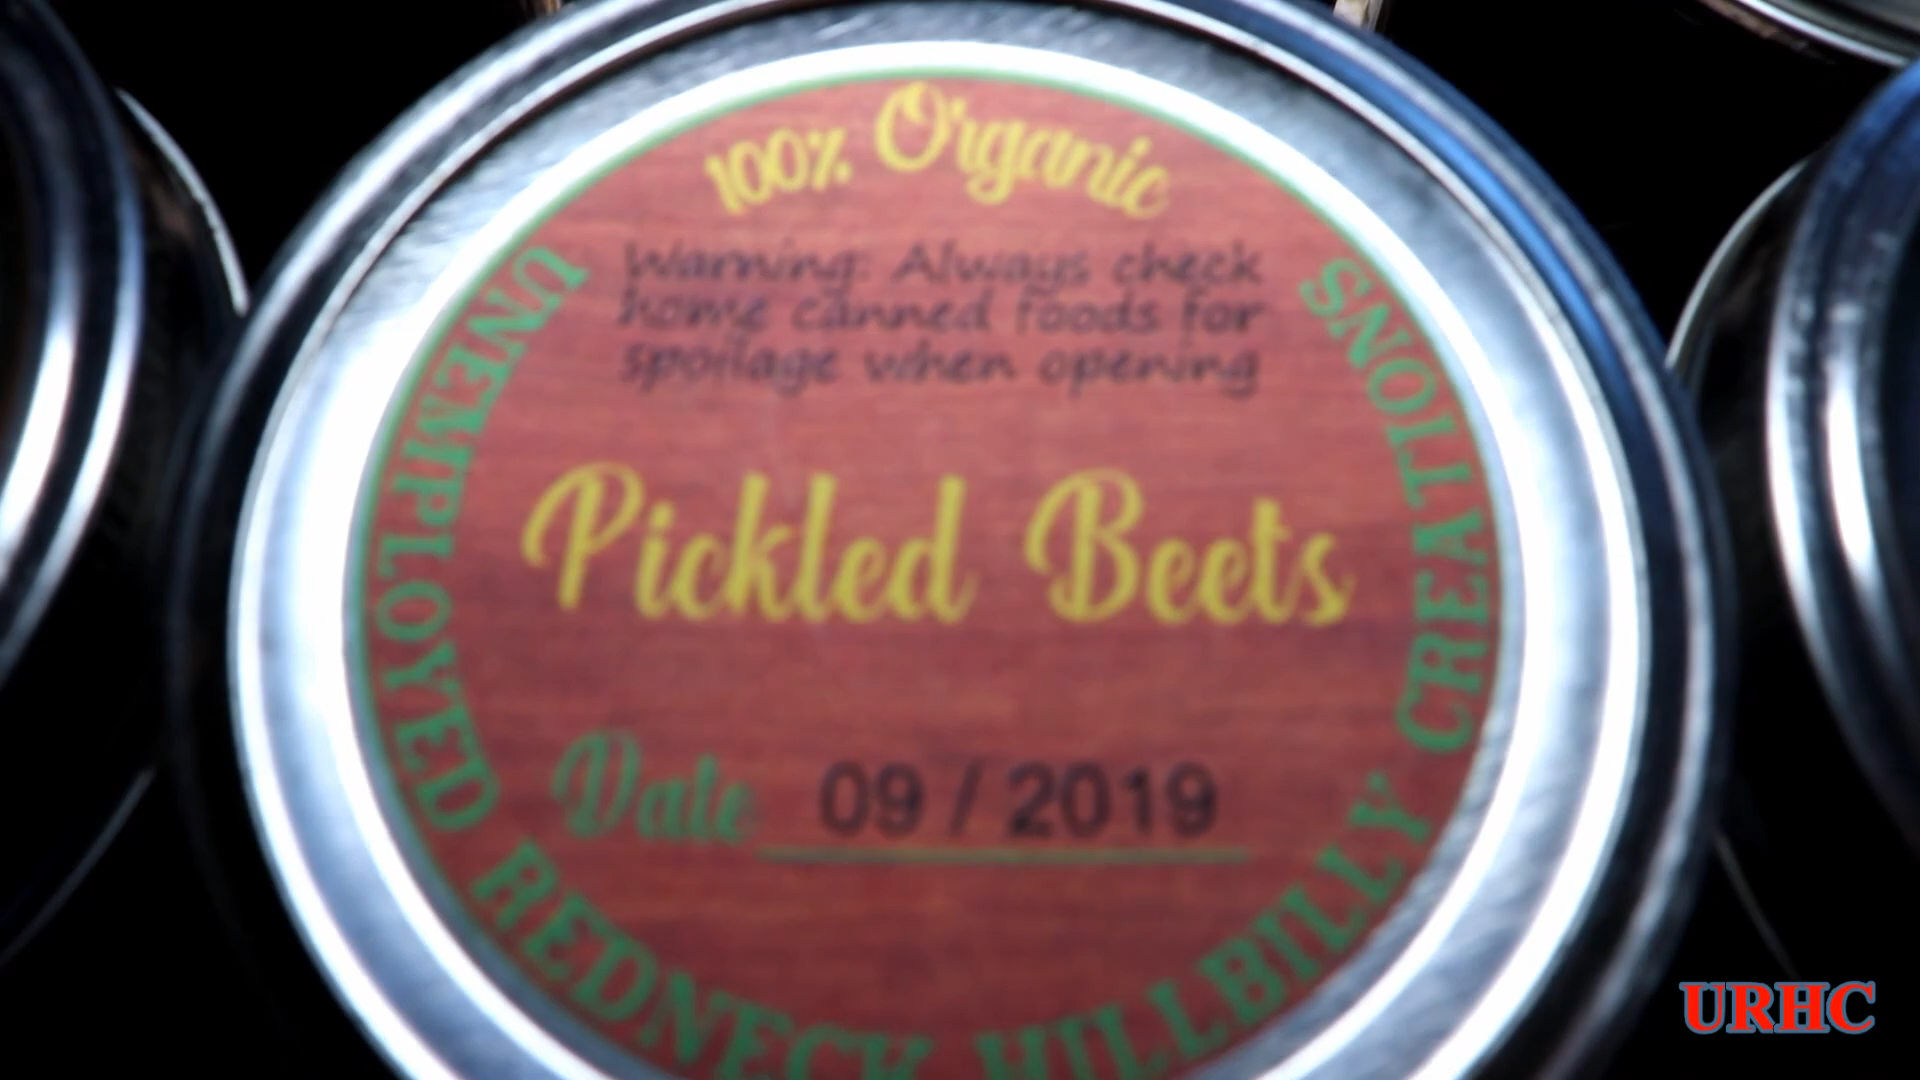 100% Organic
Warning: Always check
home canned foods for
spoilage when opening
Pickled Beets
Date 09 / 2019
UNEMPLOYED REDNECK HILLBILLY CREATIONS
URHC